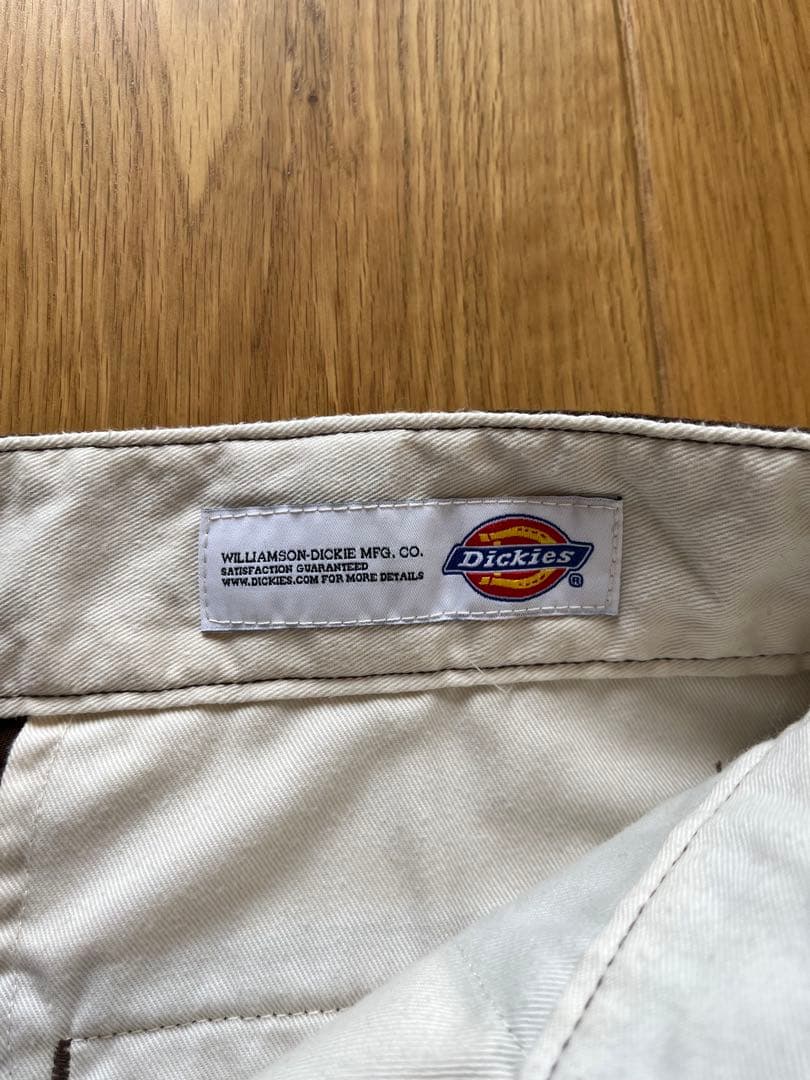 WILLIAMSON-DICKIE MFG. CO.
SATISFACTION GUARANTEED
WWW.DICKIES.COM FOR MORE DETAILS
Dickies
®